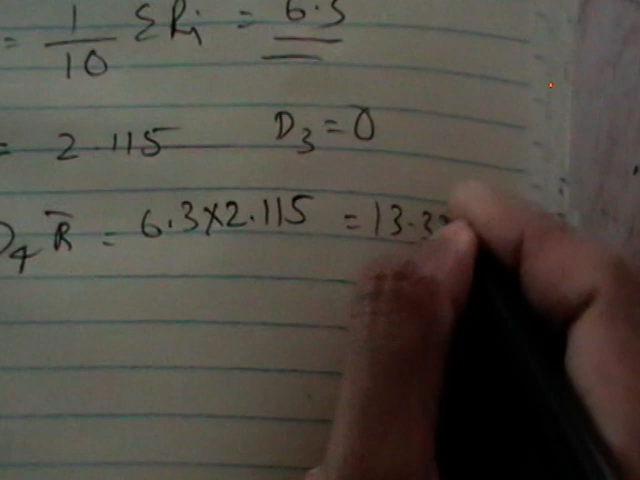 = 1/10 ΣRi = 6.3
= 2.115 D3 = 0
D4 R̄ = 6.3×2.115 = 13.3